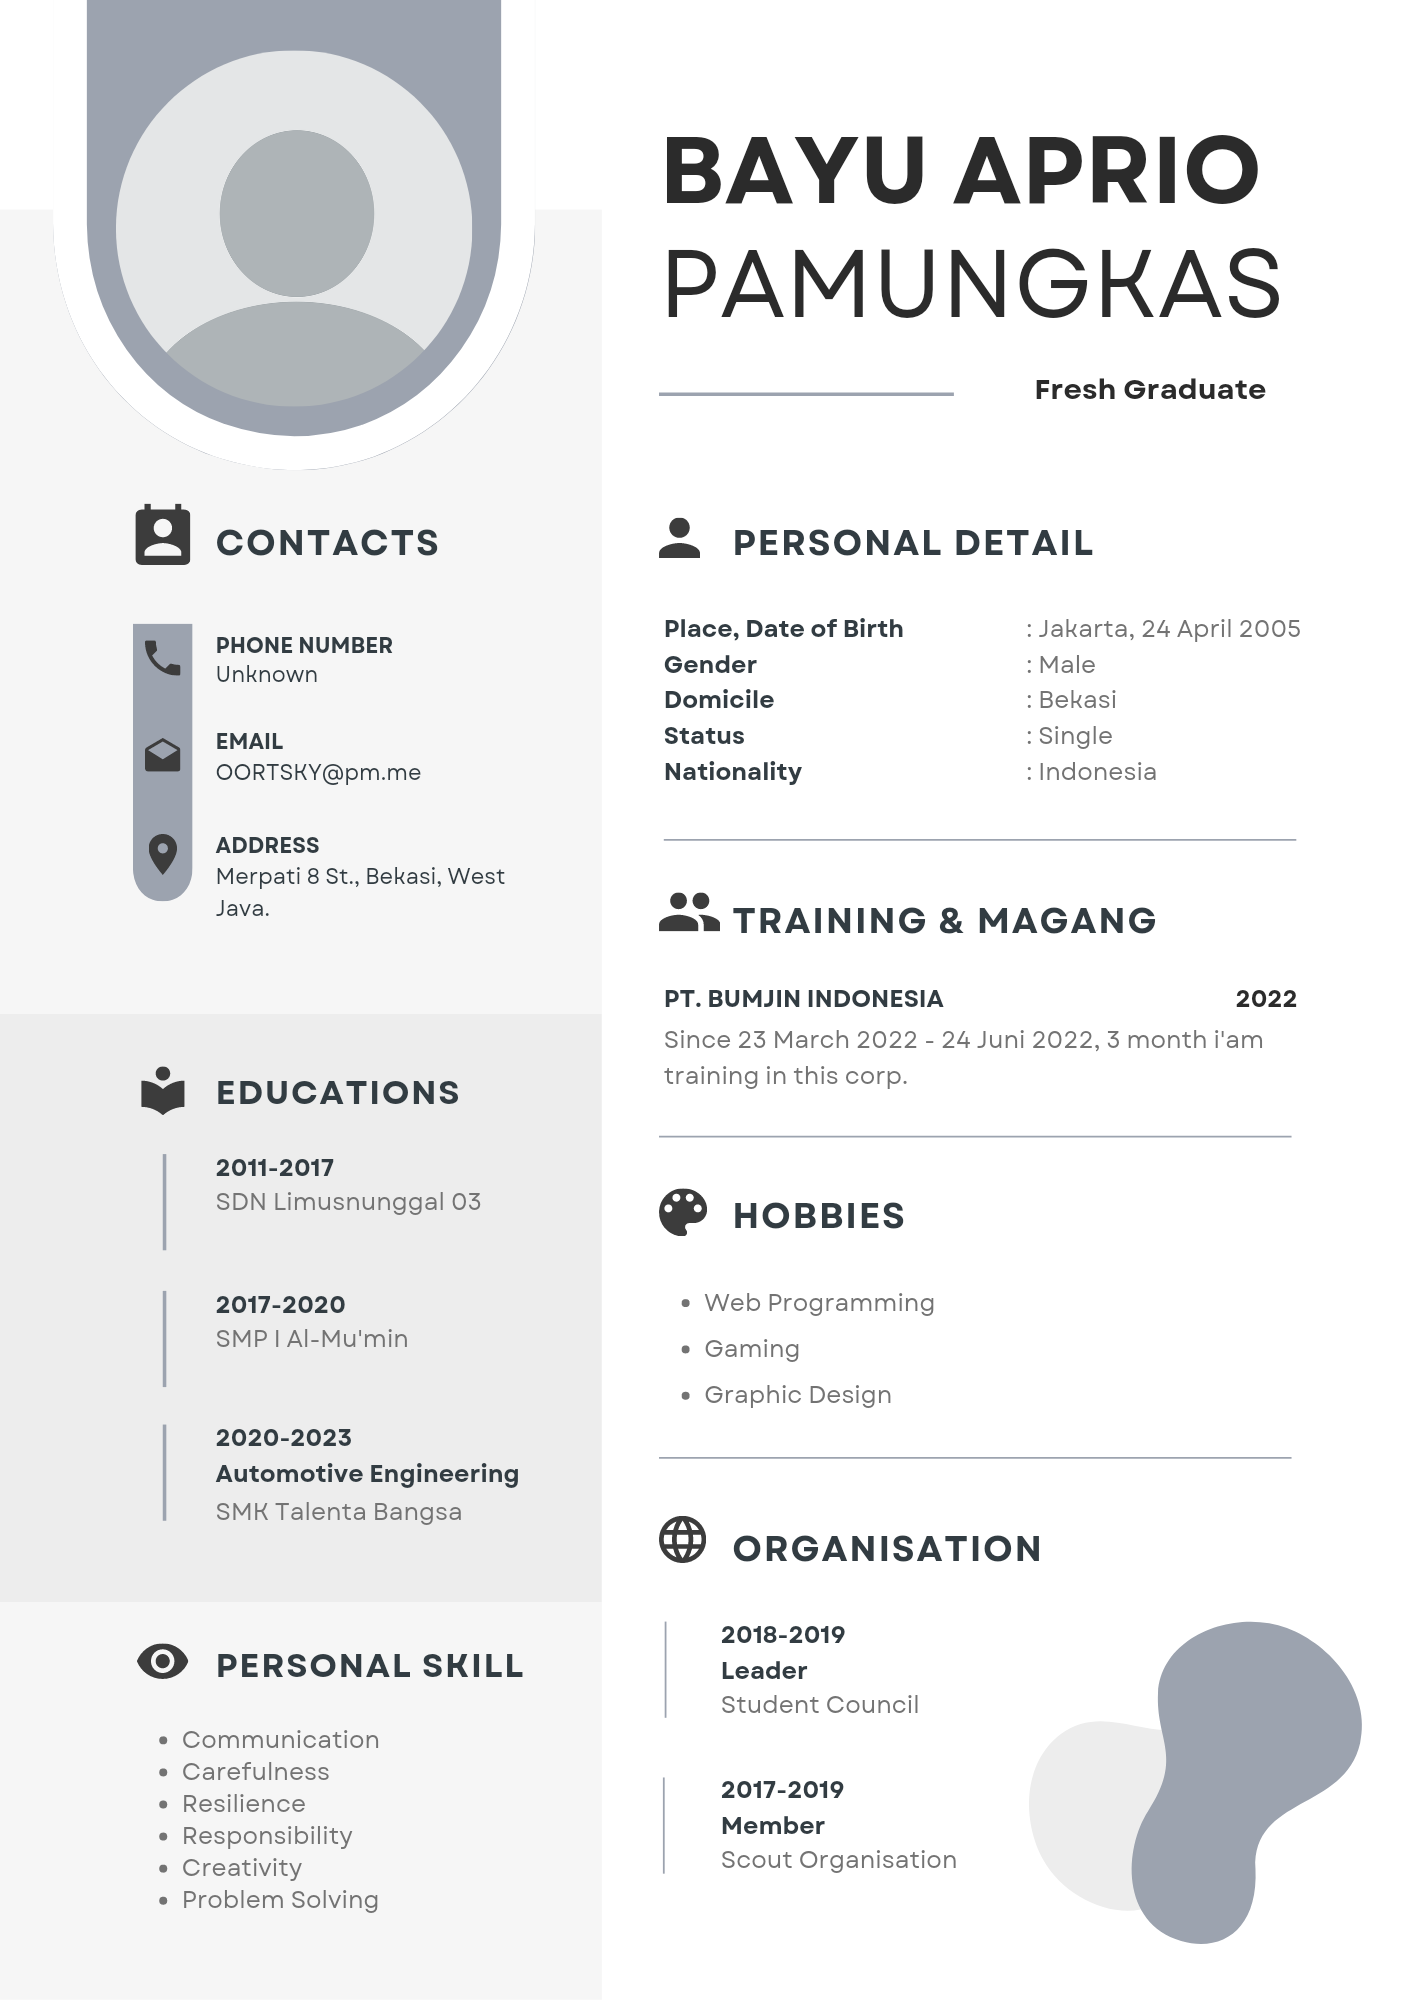 BAYU APRIO
PAMUNGKAS
Fresh Graduate
CONTACTS
PHONE NUMBER
Unknown
EMAIL
OORTSKY@pm.me
ADDRESS
Merpati 8 St., Bekasi, West
Java.
EDUCATIONS
2011-2017
SDN Limusnunggal 03
2017-2020
SMP I Al-Mu'min
2020-2023
Automotive Engineering
SMK Talenta Bangsa
PERSONAL SKILL
• Communication
• Carefulness
• Resilience
• Responsibility
• Creativity
• Problem Solving
PERSONAL DETAIL
Place, Date of Birth : Jakarta, 24 April 2005
Gender : Male
Domicile : Bekasi
Status : Single
Nationality : Indonesia
TRAINING & MAGANG
PT. BUMJIN INDONESIA 2022
Since 23 March 2022 - 24 Juni 2022, 3 month i'am
training in this corp.
HOBBIES
• Web Programming
• Gaming
• Graphic Design
ORGANISATION
2018-2019
Leader
Student Council
2017-2019
Member
Scout Organisation